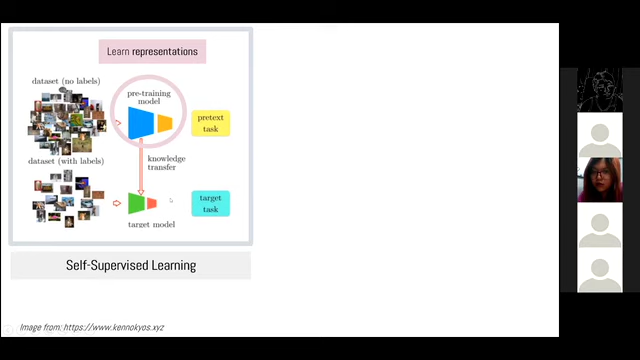 Learn representations
dataset (no labels)
pre-training
model
pretext
task
dataset (with labels)
knowledge
transfer
target
task
target model
Self-Supervised Learning
Image from: https://www.kennokyos.xyz